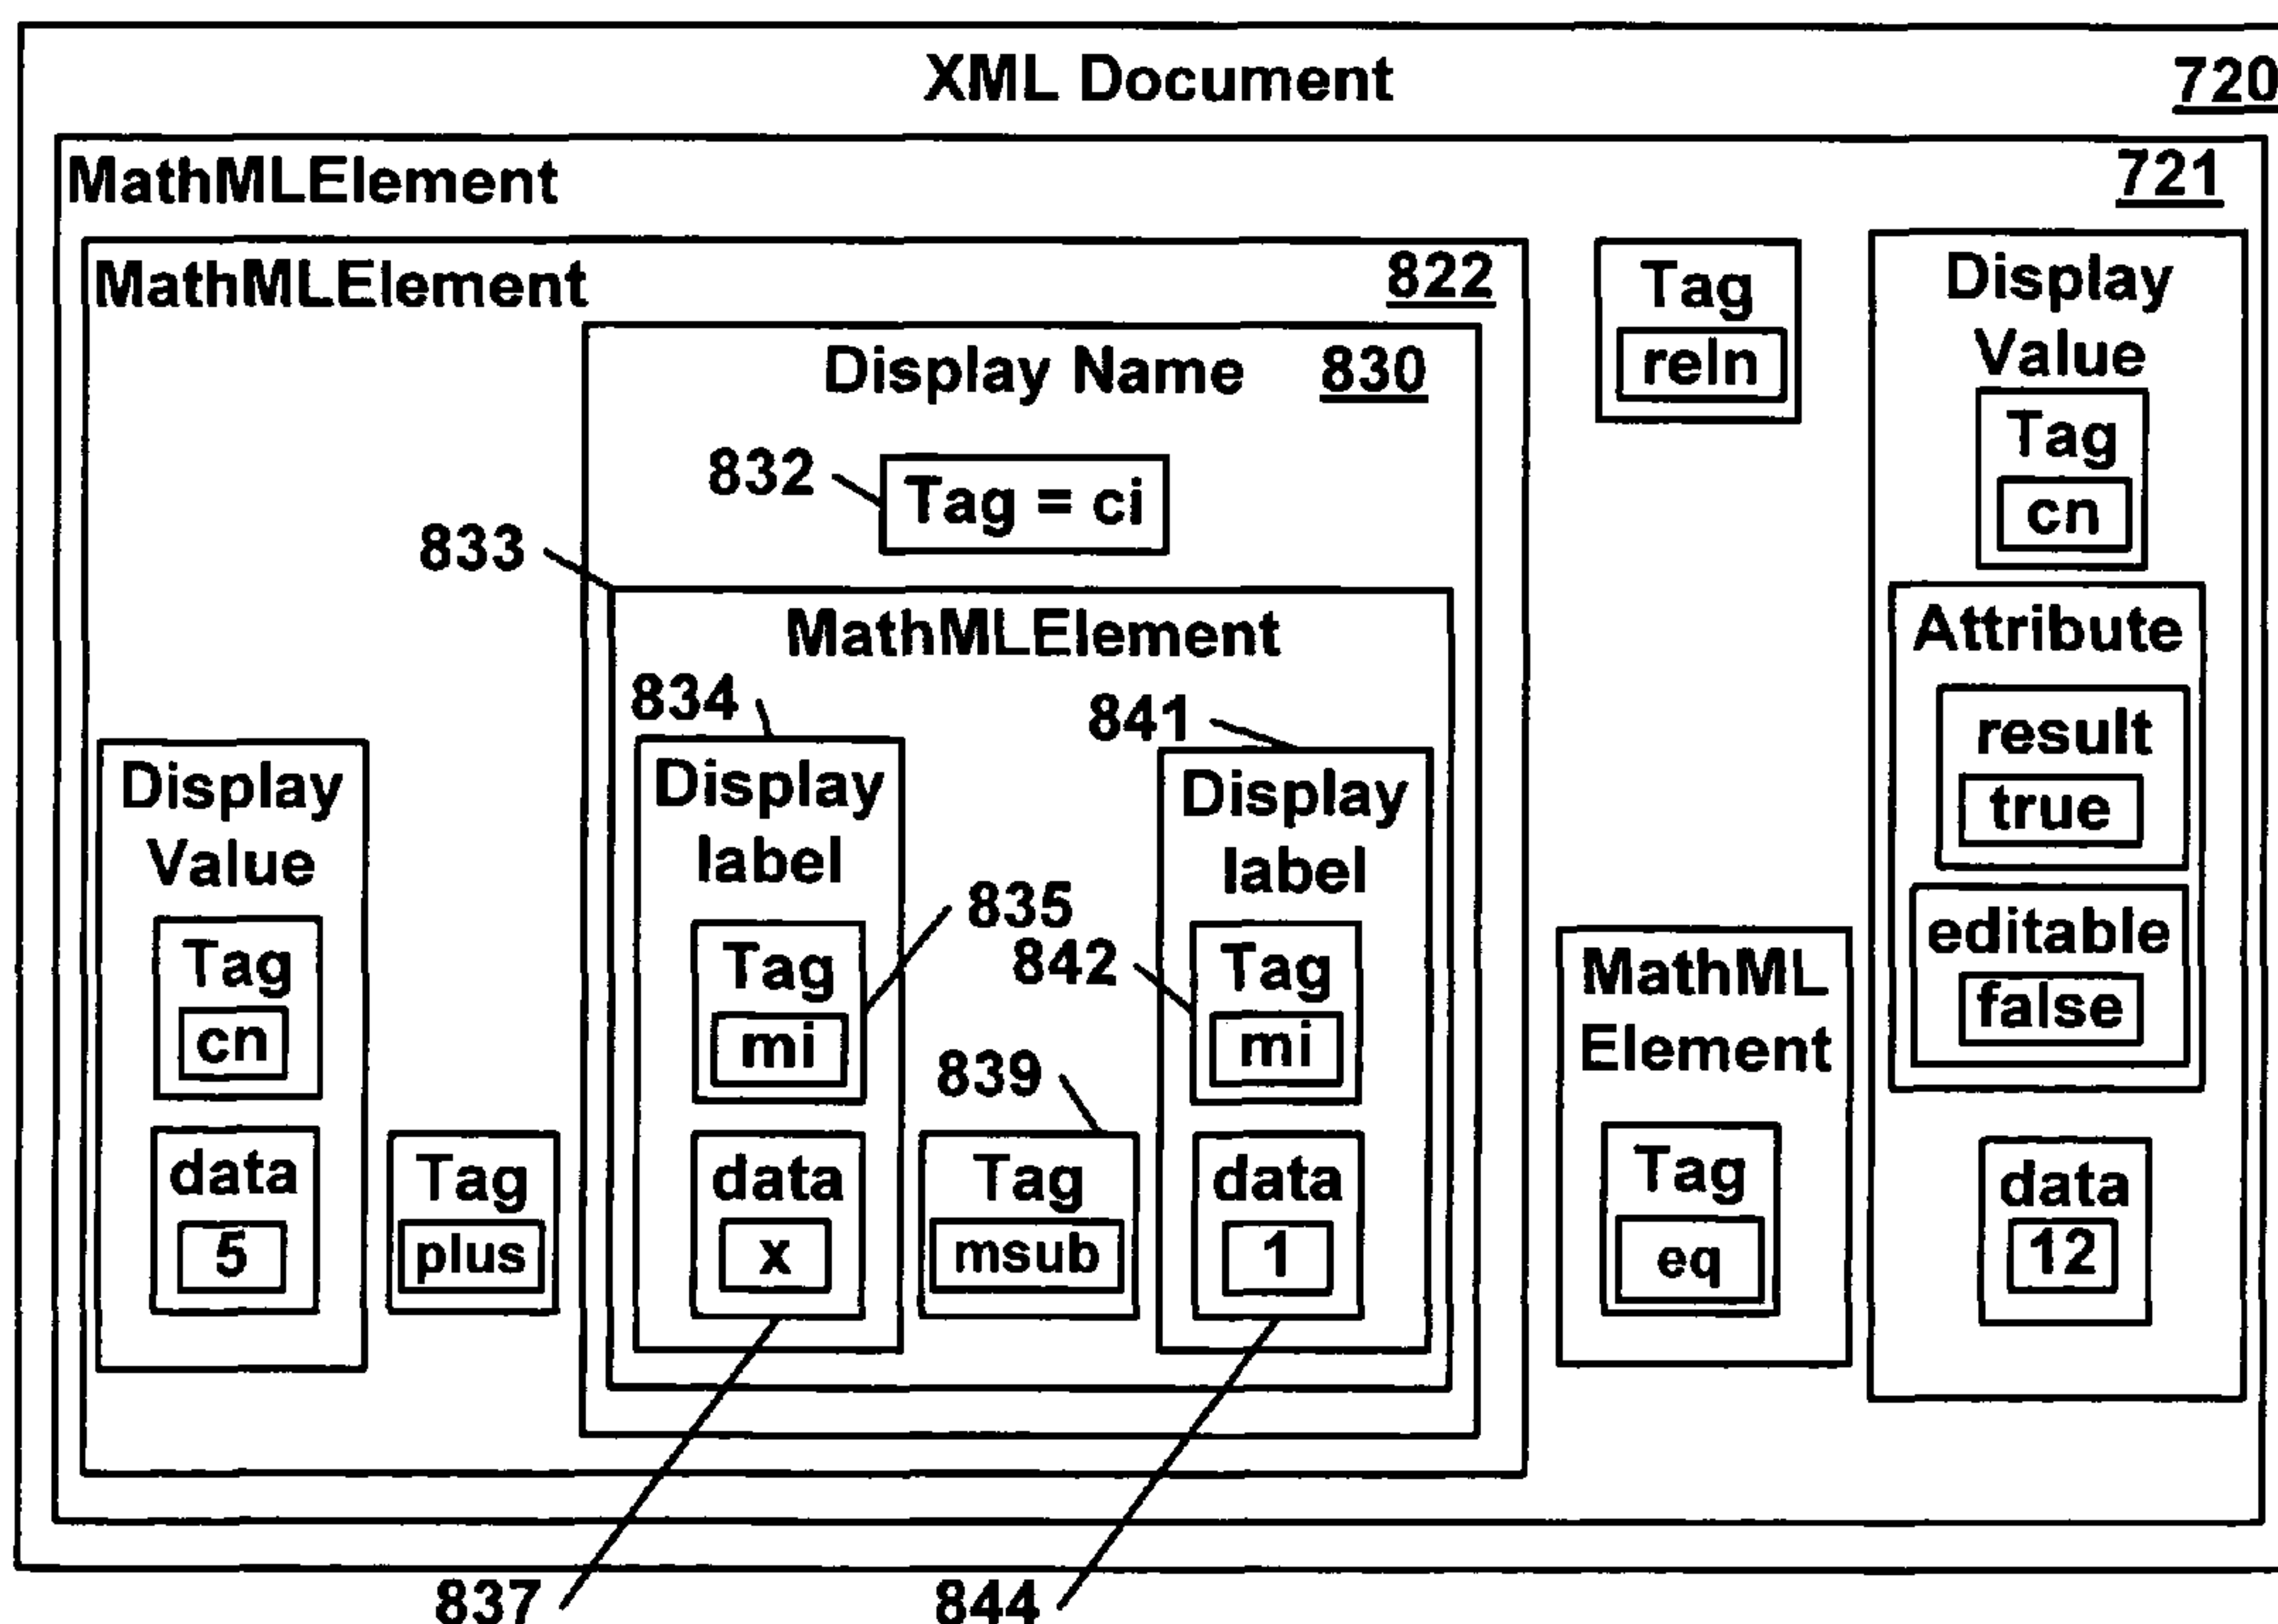 XML Document 720
MathMLElement 721
MathMLElement 822
Display Name 830
832
Tag = ci
833
MathMLElement
834
841
Display
Value
Tag
cn
data
5
Tag
plus
Display
label
835
Tag
mi
data
x
839
Tag
msub
Display
label
842
Tag
mi
data
1
Tag
reln
MathML
Element
Tag
eq
Display
Value
Tag
cn
Attribute
result
true
editable
false
data
12
837
844